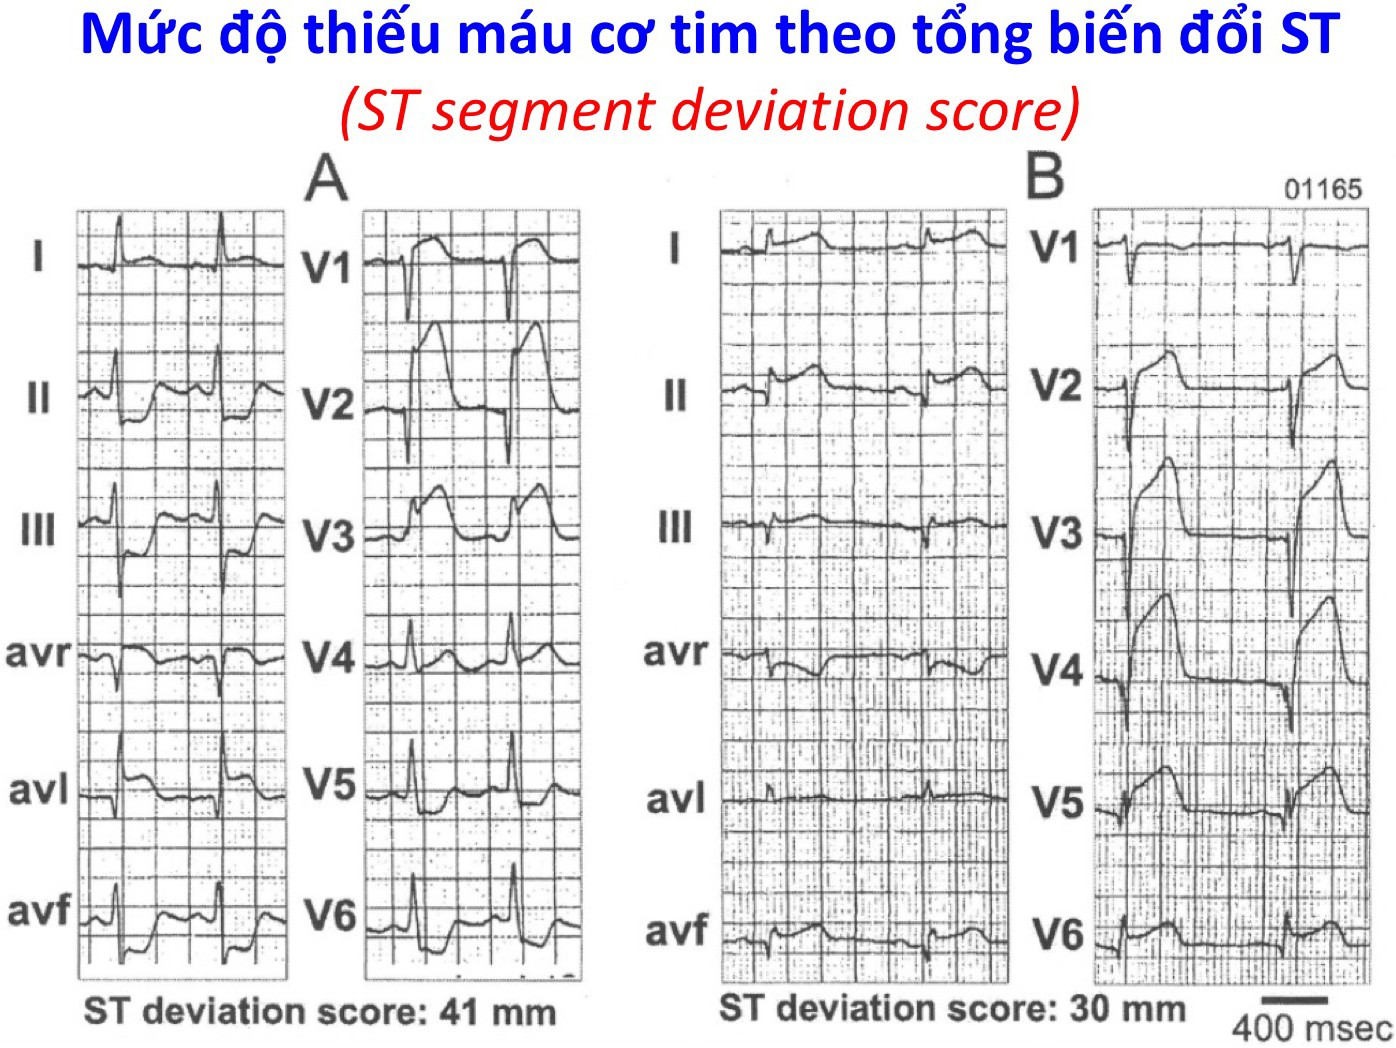 Mức độ thiếu máu cơ tim theo tổng biến đổi ST
(ST segment deviation score)
A
I
II
III
avr
avl
avf
V1
V2
V3
V4
V5
V6
ST deviation score: 41 mm
B
01165
I
II
III
avr
avl
avf
V1
V2
V3
V4
V5
V6
ST deviation score: 30 mm
400 msec